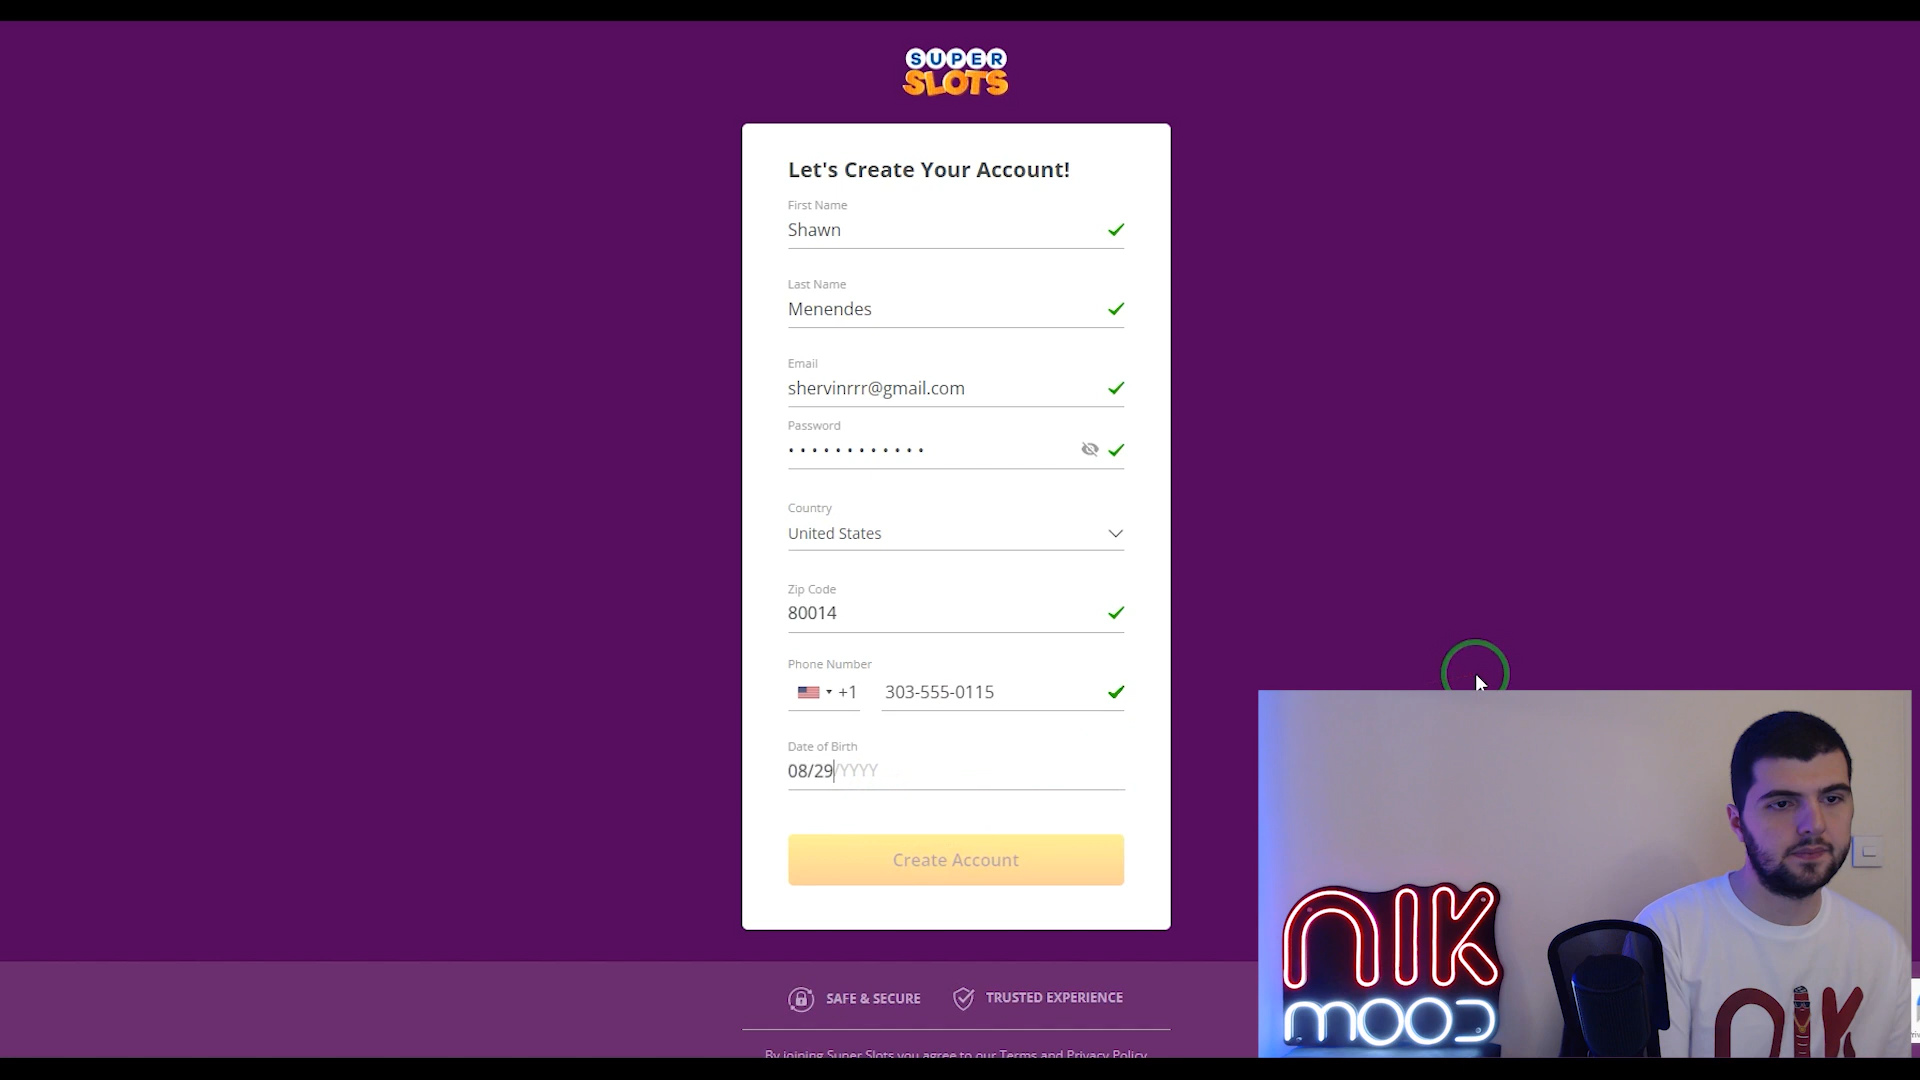 SUPER
SLOTS
Let's Create Your Account!
First Name
Shawn
Last Name
Menendes
Email
shervinrrr@gmail.com
Password
Country
United States
Zip Code
80014
Phone Number
+1 303-555-0115
Date of Birth
08/29/YYYY
Create Account
SAFE & SECURE TRUSTED EXPERIENCE
By joining Super Slots you agree to our Terms and Privacy Policy
NIK
MOOD
NIK